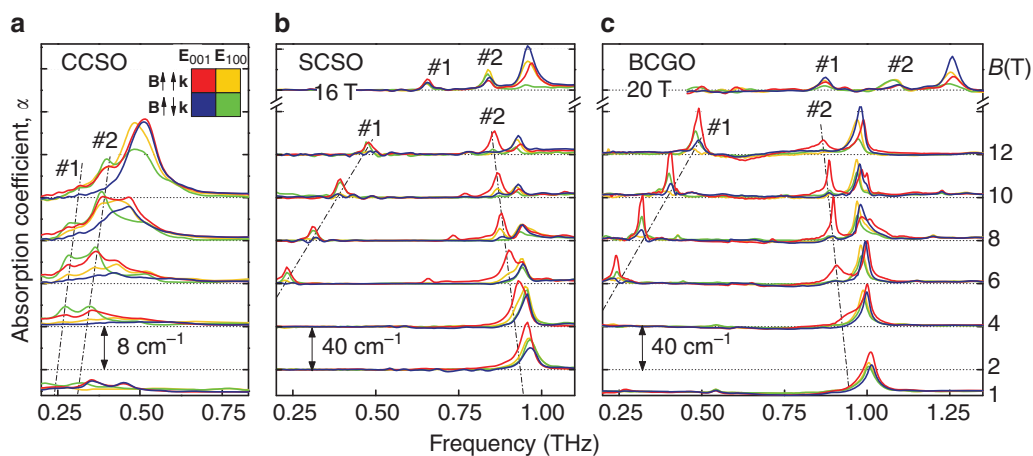 a
b
c
CCSO
E001 E100
B↑↑k
B↑↓k
#1
#2
8 cm⁻¹
SCSO
16 T
#1
#2
#1
#2
40 cm⁻¹
BCGO
20 T
#1
#2
#1
#2
40 cm⁻¹
B(T)
12
10
8
6
4
2
1
Absorption coefficient, α
0.25 0.50
0.25 0.50 0.75 1.00
0.25 0.50 0.75 1.00 1.25
Frequency (THz)